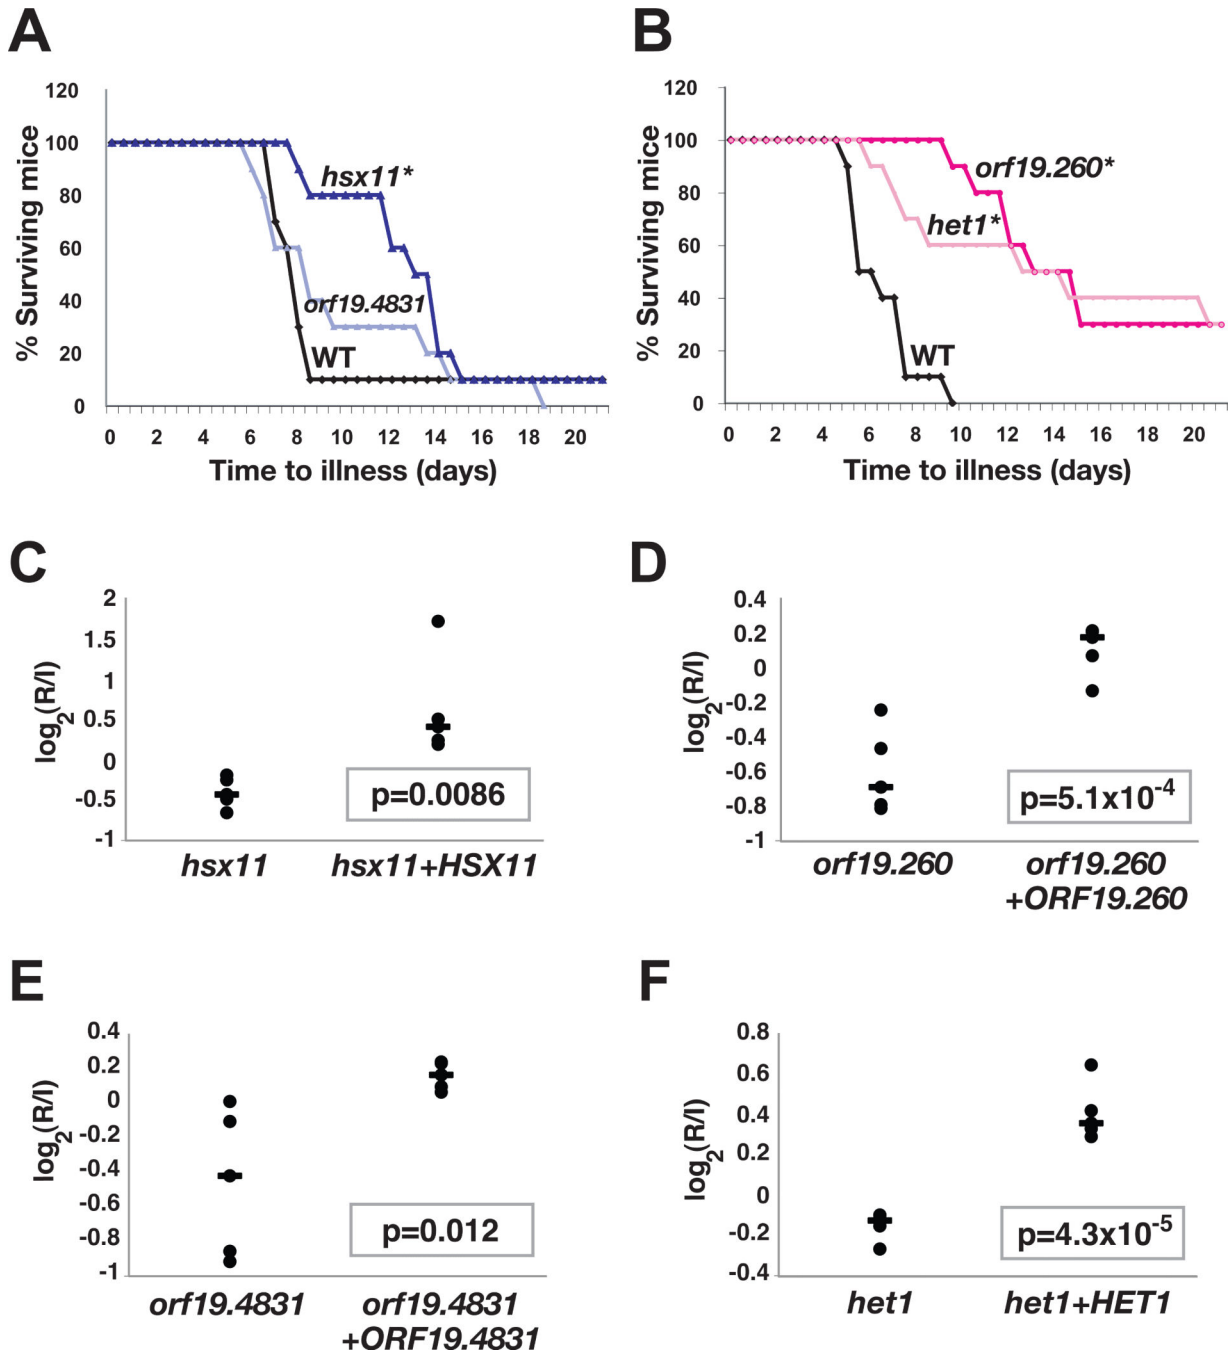 A
B
120
100
80
60
40
20
0
% Surviving mice
hsx11*
orf19.4831
WT
0 2 4 6 8 10 12 14 16 18 20
Time to illness (days)
120
100
80
60
40
20
0
% Surviving mice
orf19.260*
het1*
WT
0 2 4 6 8 10 12 14 16 18 20
Time to illness (days)
C
2
1.5
1
0.5
0
-0.5
-1
log2(R/I)
p=0.0086
hsx11
hsx11+HSX11
D
0.4
0.2
0
-0.2
-0.4
-0.6
-0.8
-1
log2(R/I)
p=5.1x10-4
orf19.260
orf19.260
+ORF19.260
E
0.4
0.2
0
-0.2
-0.4
-0.6
-0.8
-1
log2(R/I)
p=0.012
orf19.4831
orf19.4831
+ORF19.4831
F
0.8
0.6
0.4
0.2
0
-0.2
-0.4
log2(R/I)
p=4.3x10-5
het1
het1+HET1